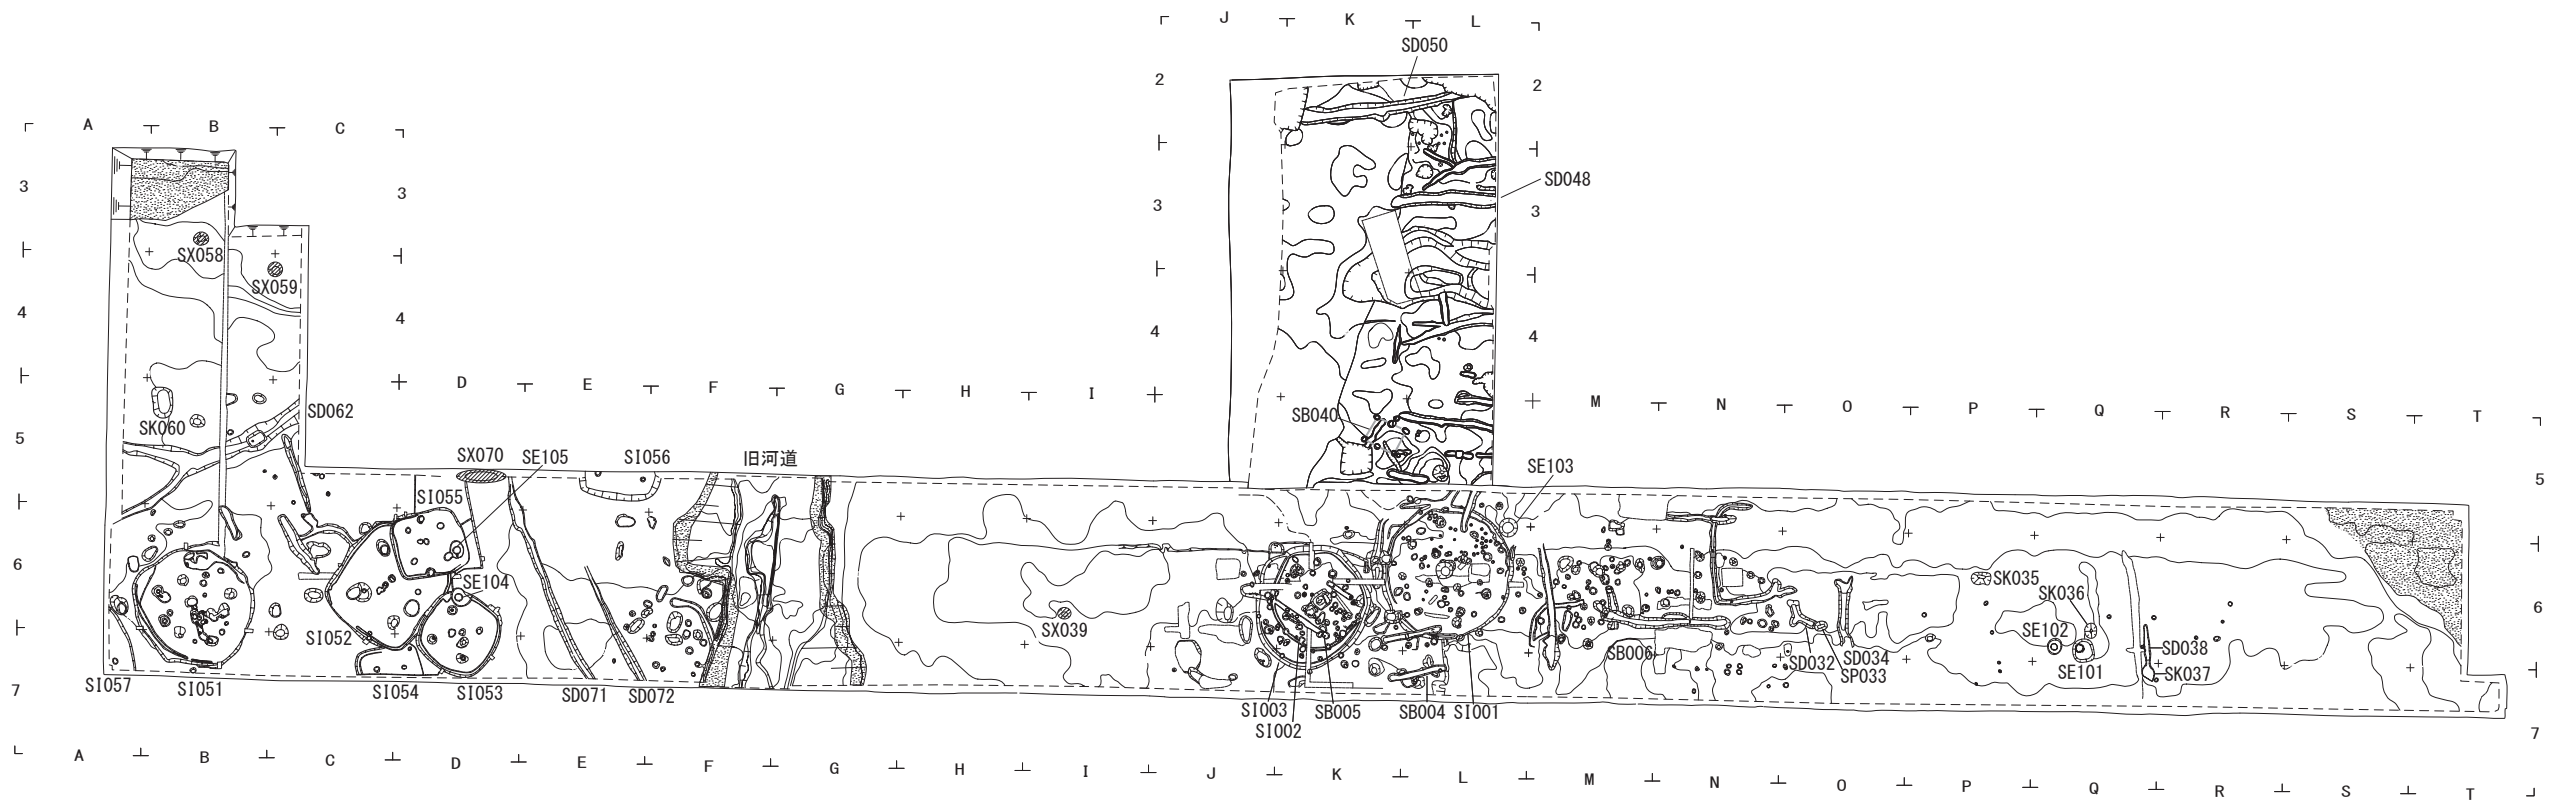 J K L
SD050
2 2
A B C
3 3
SD048
3 3
SX058
SX059
4 4
4 4
D E F G H I
M N O P Q R S T
SB040
SD062
SK060
5
SX070 SE105 SI056 旧河道
SE103
5
SI055
6
SE104
SK035
SK036
6
SX039
SI052
SE102
SB006
SD032 SD034
SP033
SD038
SE101
SK037
7
SI057 SI051 SI054 SI053 SD071 SD072
SI003 SB005 SB004 SI001
SI002
7
A B C D E F G H I J K L M N O P Q R S T